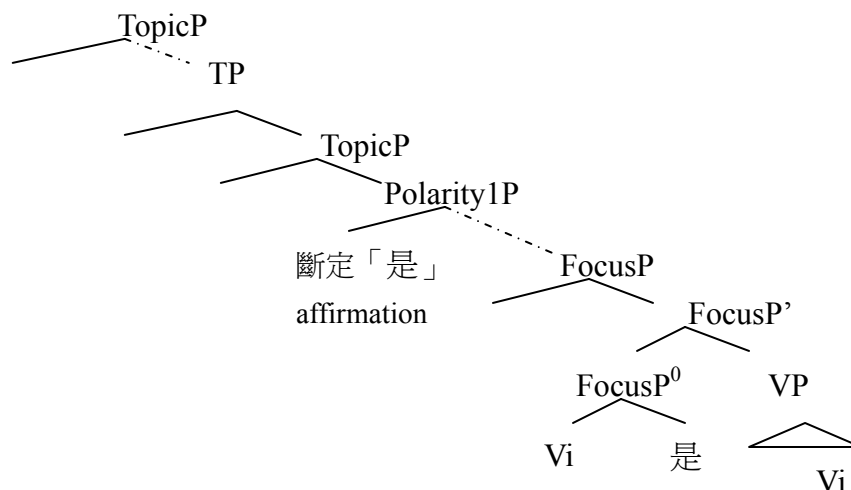 TopicP
TP
TopicP
Polarity1P
斷定「是」
FocusP
affirmation
FocusP’
FocusP⁰
VP
Vi
是
Vi